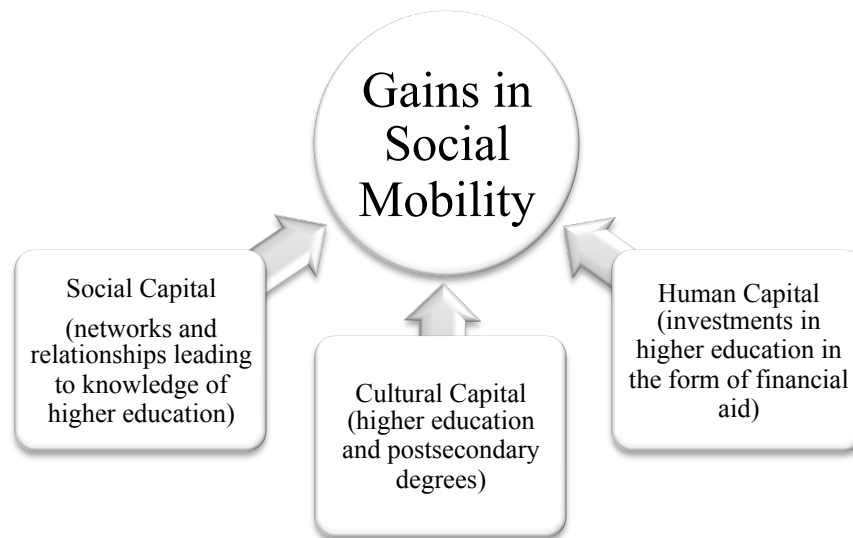 Gains in
Social
Mobility
Social Capital
(networks and
relationships leading
to knowledge of
higher education)
Cultural Capital
(higher education
and postsecondary
degrees)
Human Capital
(investments in
higher education in
the form of financial
aid)